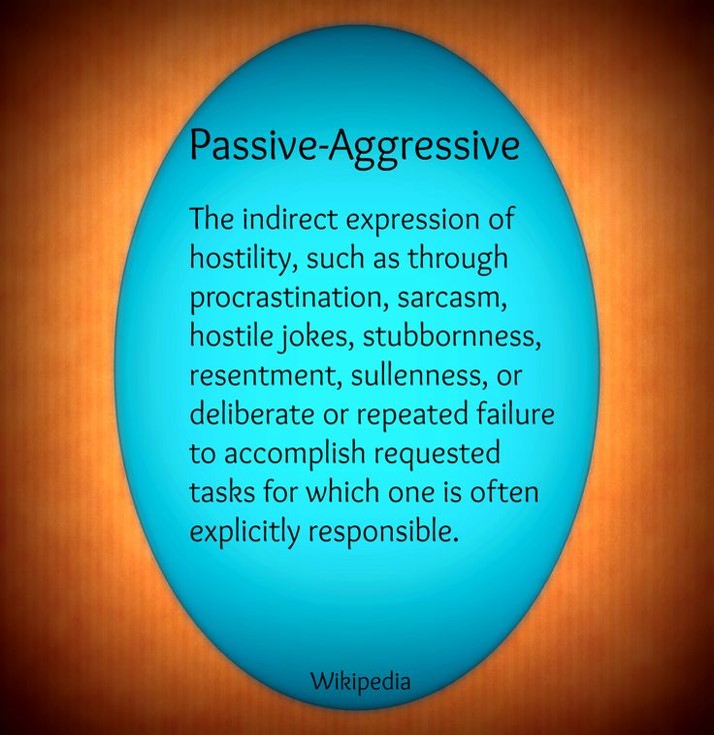 Passive-Aggressive
The indirect expression of
hostility, such as through
procrastination, sarcasm,
hostile jokes, stubbornness,
resentment, sullenness, or
deliberate or repeated failure
to accomplish requested
tasks for which one is often
explicitly responsible.
Wikipedia